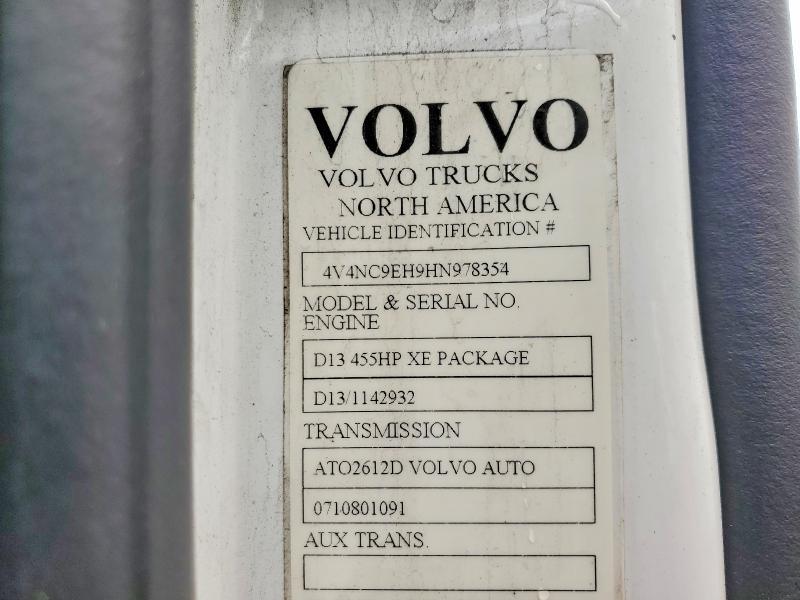 VOLVO
VOLVO TRUCKS
NORTH AMERICA
VEHICLE IDENTIFICATION #
4V4NC9EH9HN978354
MODEL & SERIAL NO.
ENGINE
D13 455HP XE PACKAGE
D13/1142932
TRANSMISSION
ATO2612D VOLVO AUTO
0710801091
AUX TRANS.